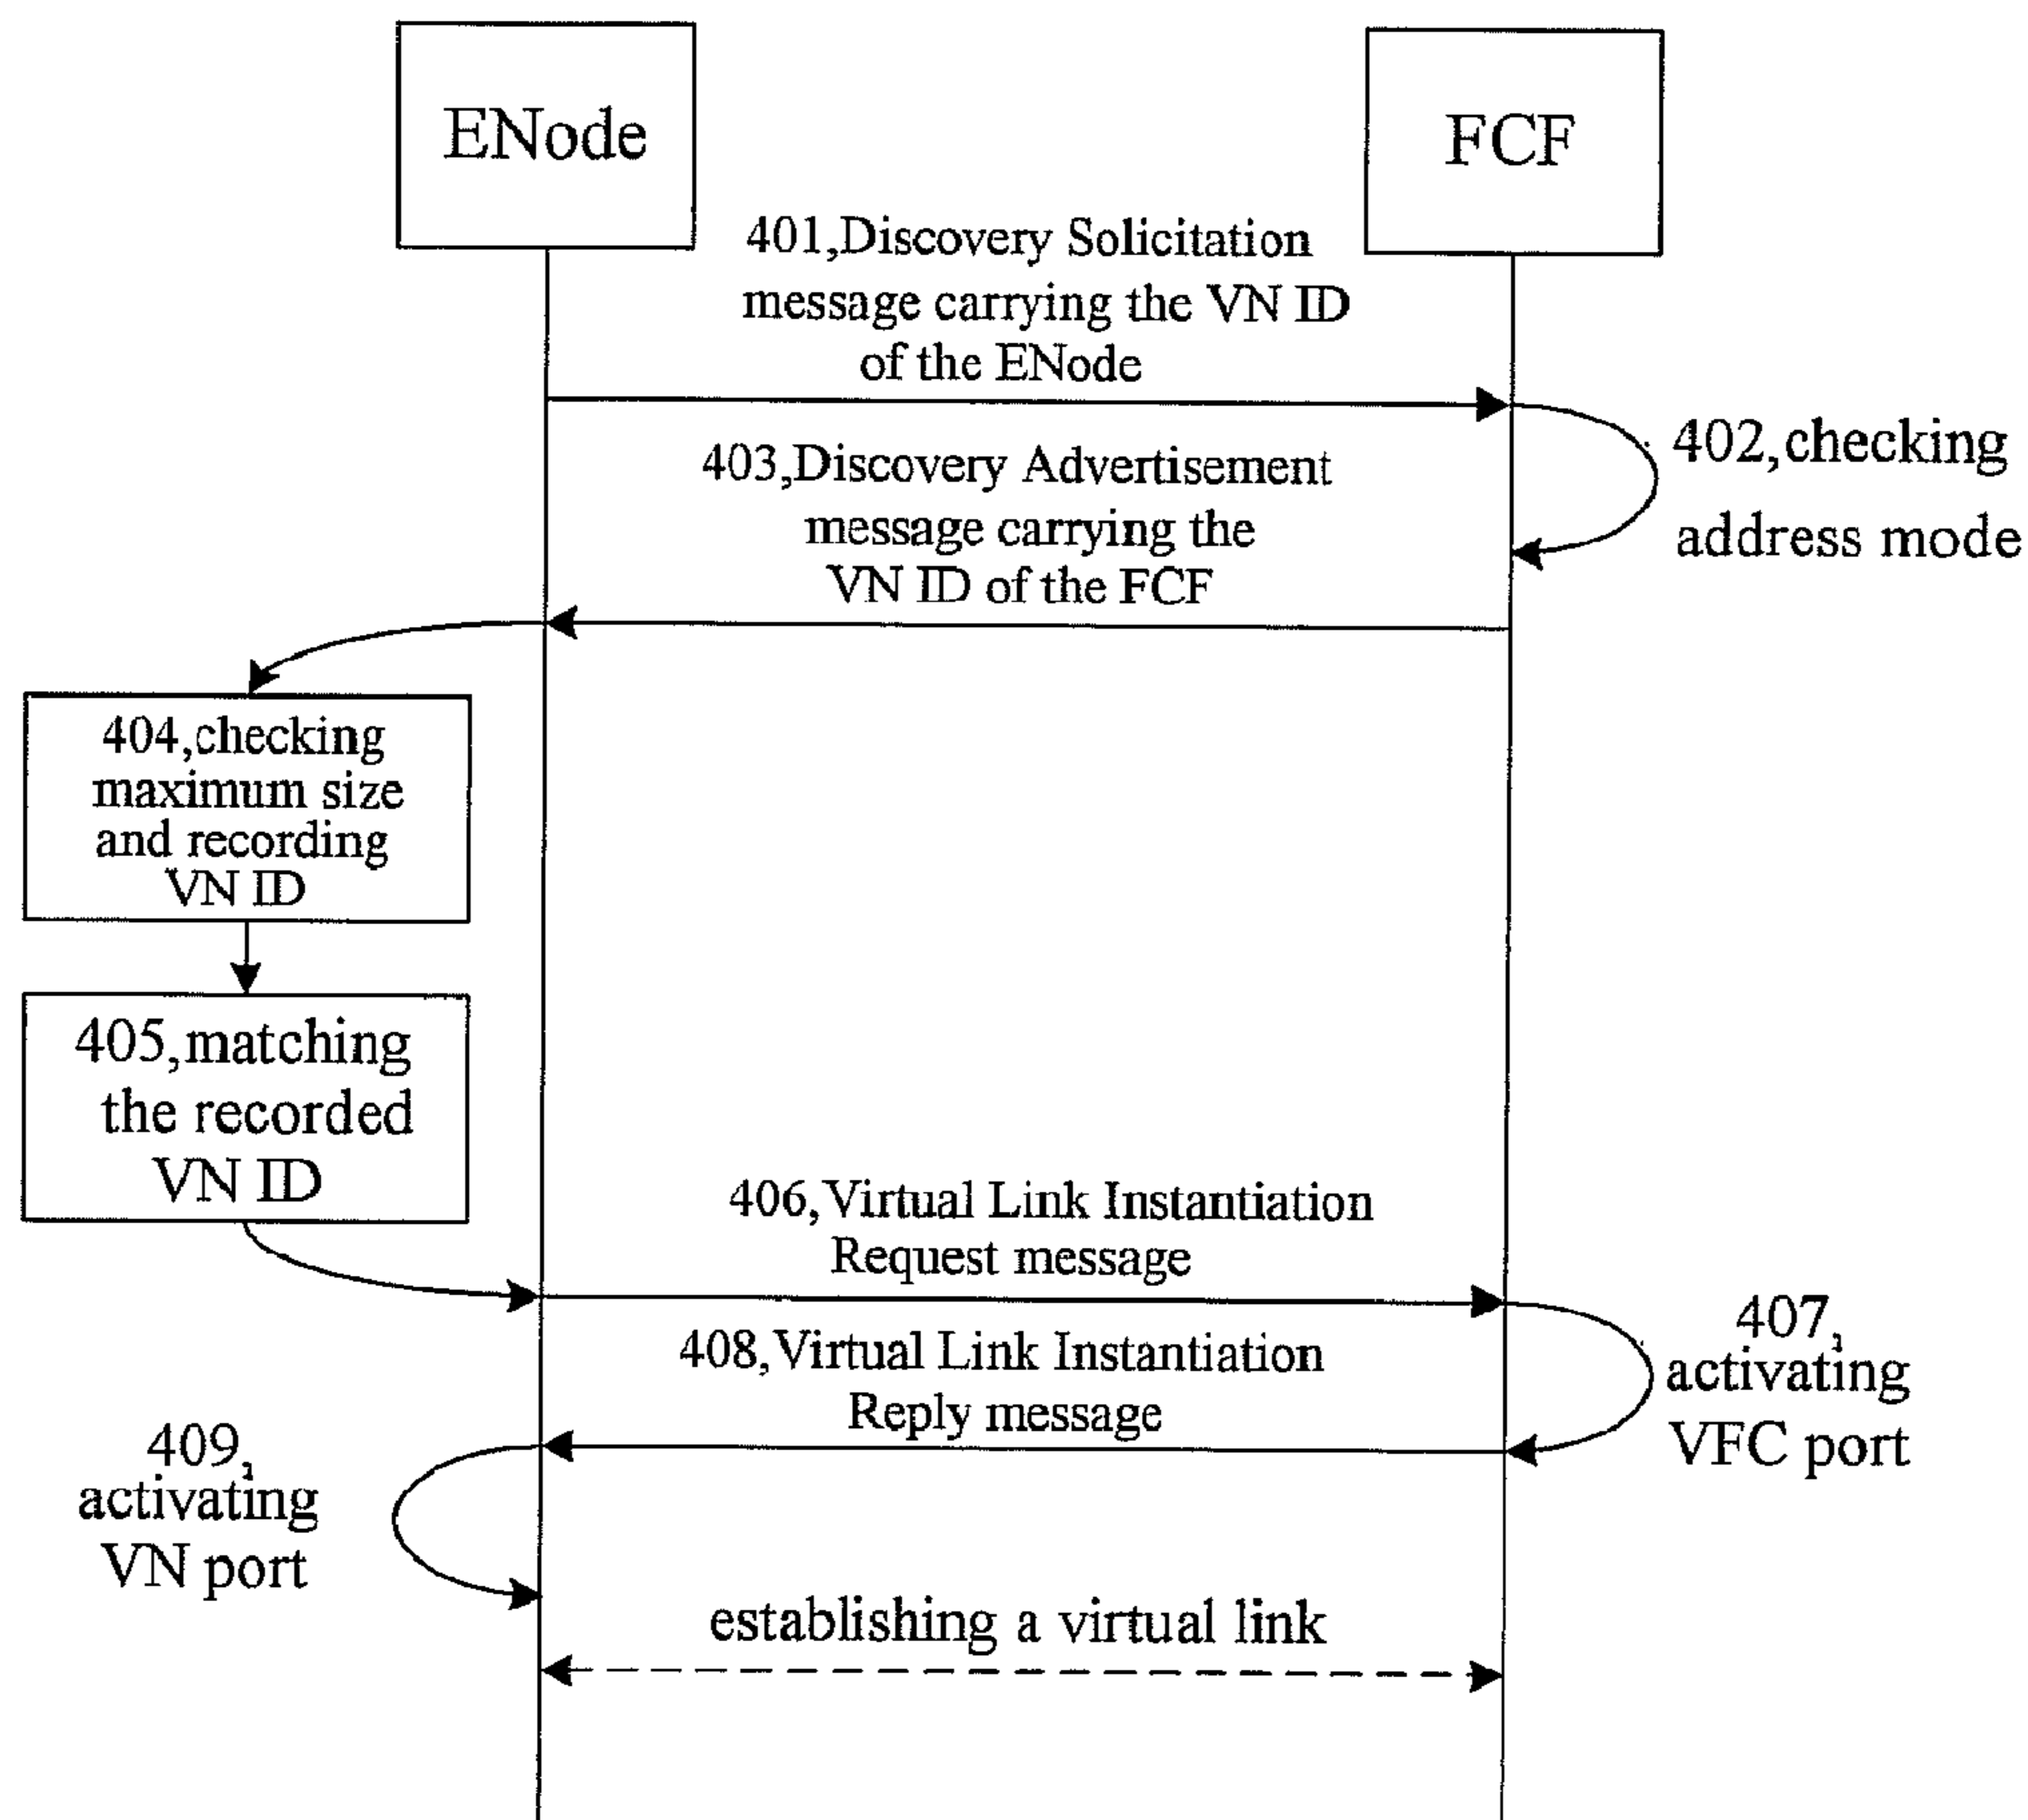 ENode
FCF
401,Discovery Solicitation
message carrying the VN ID
of the ENode
402,checking
address mode
403,Discovery Advertisement
message carrying the
VN ID of the FCF
404,checking
maximum size
and recording
VN ID
405,matching
the recorded
VN ID
406,Virtual Link Instantiation
Request message
407,
activating
VFC port
408,Virtual Link Instantiation
Reply message
409,
activating
VN port
establishing a virtual link